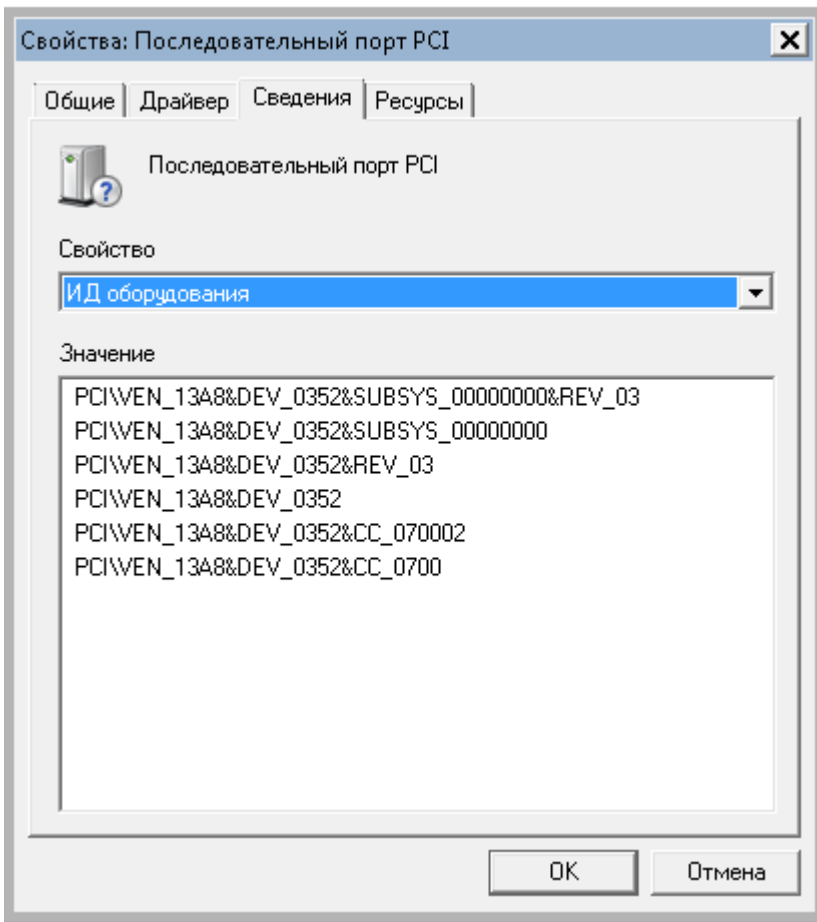 Свойства: Последовательный порт PCI
Общие Драйвер Сведения Ресурсы
Последовательный порт PCI
Свойство
ИД оборудования
Значение
PCI\VEN_13A8&DEV_0352&SUBSYS_00000000&REV_03
PCI\VEN_13A8&DEV_0352&SUBSYS_00000000
PCI\VEN_13A8&DEV_0352&REV_03
PCI\VEN_13A8&DEV_0352
PCI\VEN_13A8&DEV_0352&CC_070002
PCI\VEN_13A8&DEV_0352&CC_0700
OK Отмена